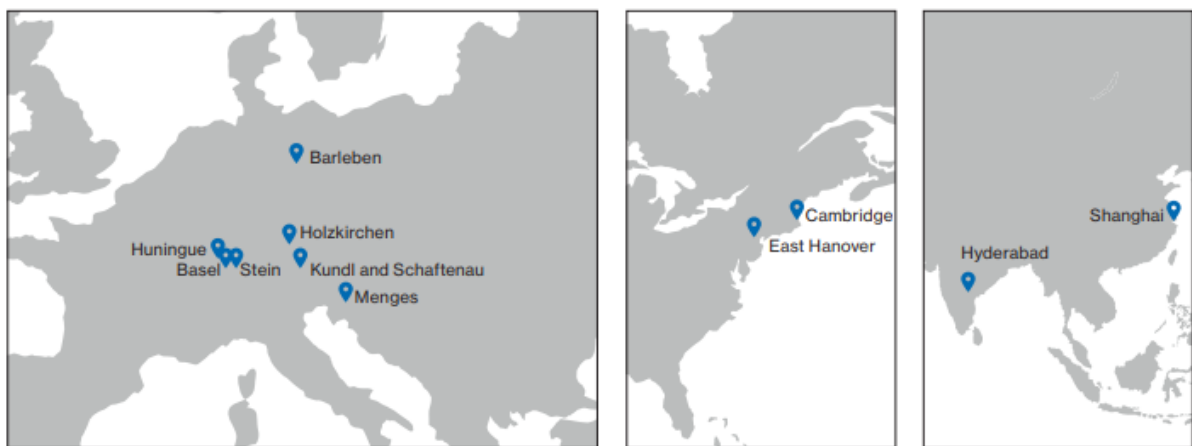 Barleben
Holzkirchen
Huningue
Basel
Stein
Kundl and Schaftenau
Menges
Cambridge
East Hanover
Shanghai
Hyderabad